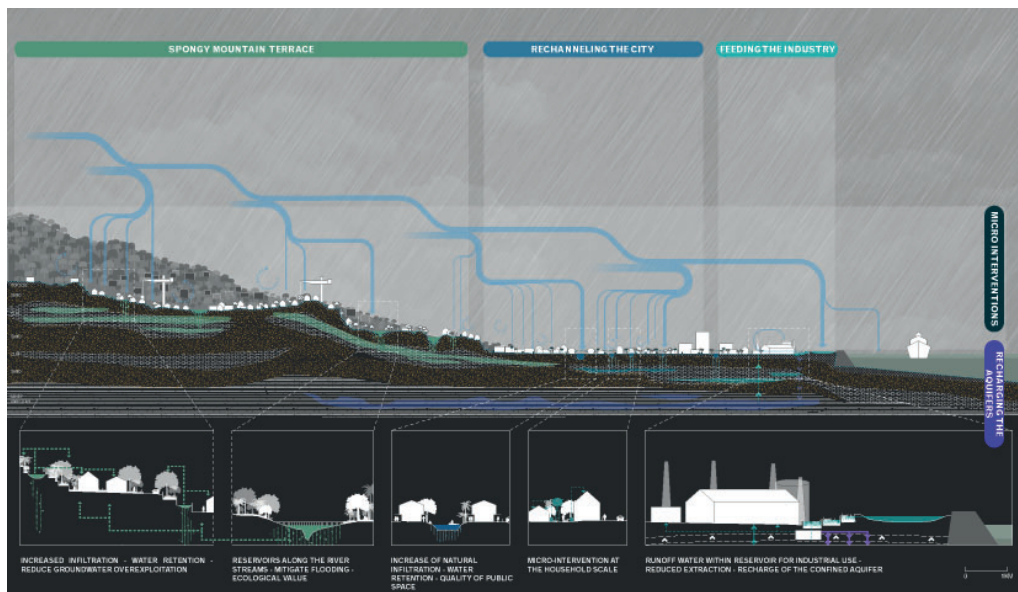 SPONGY MOUNTAIN TERRACE
RECHANNELING THE CITY
FEEDING THE INDUSTRY
MICRO INTERVENTIONS
RECHARGING THE
AQUIFERS
INCREASED INFILTRATION - WATER RETENTION -
REDUCE GROUNDWATER OVEREXPLOITATION
RESERVOIRS ALONG THE RIVER
STREAMS - MITIGATE FLOODING -
ECOLOGICAL VALUE
INCREASE OF NATURAL
INFILTRATION - WATER
RETENTION - QUALITY OF PUBLIC
SPACE
MICRO-INTERVENTION AT
THE HOUSEHOLD SCALE
RUNOFF WATER WITHIN RESERVOIR FOR INDUSTRIAL USE -
REDUCED EXTRACTION - RECHARGE OF THE CONFINED AQUIFER
0